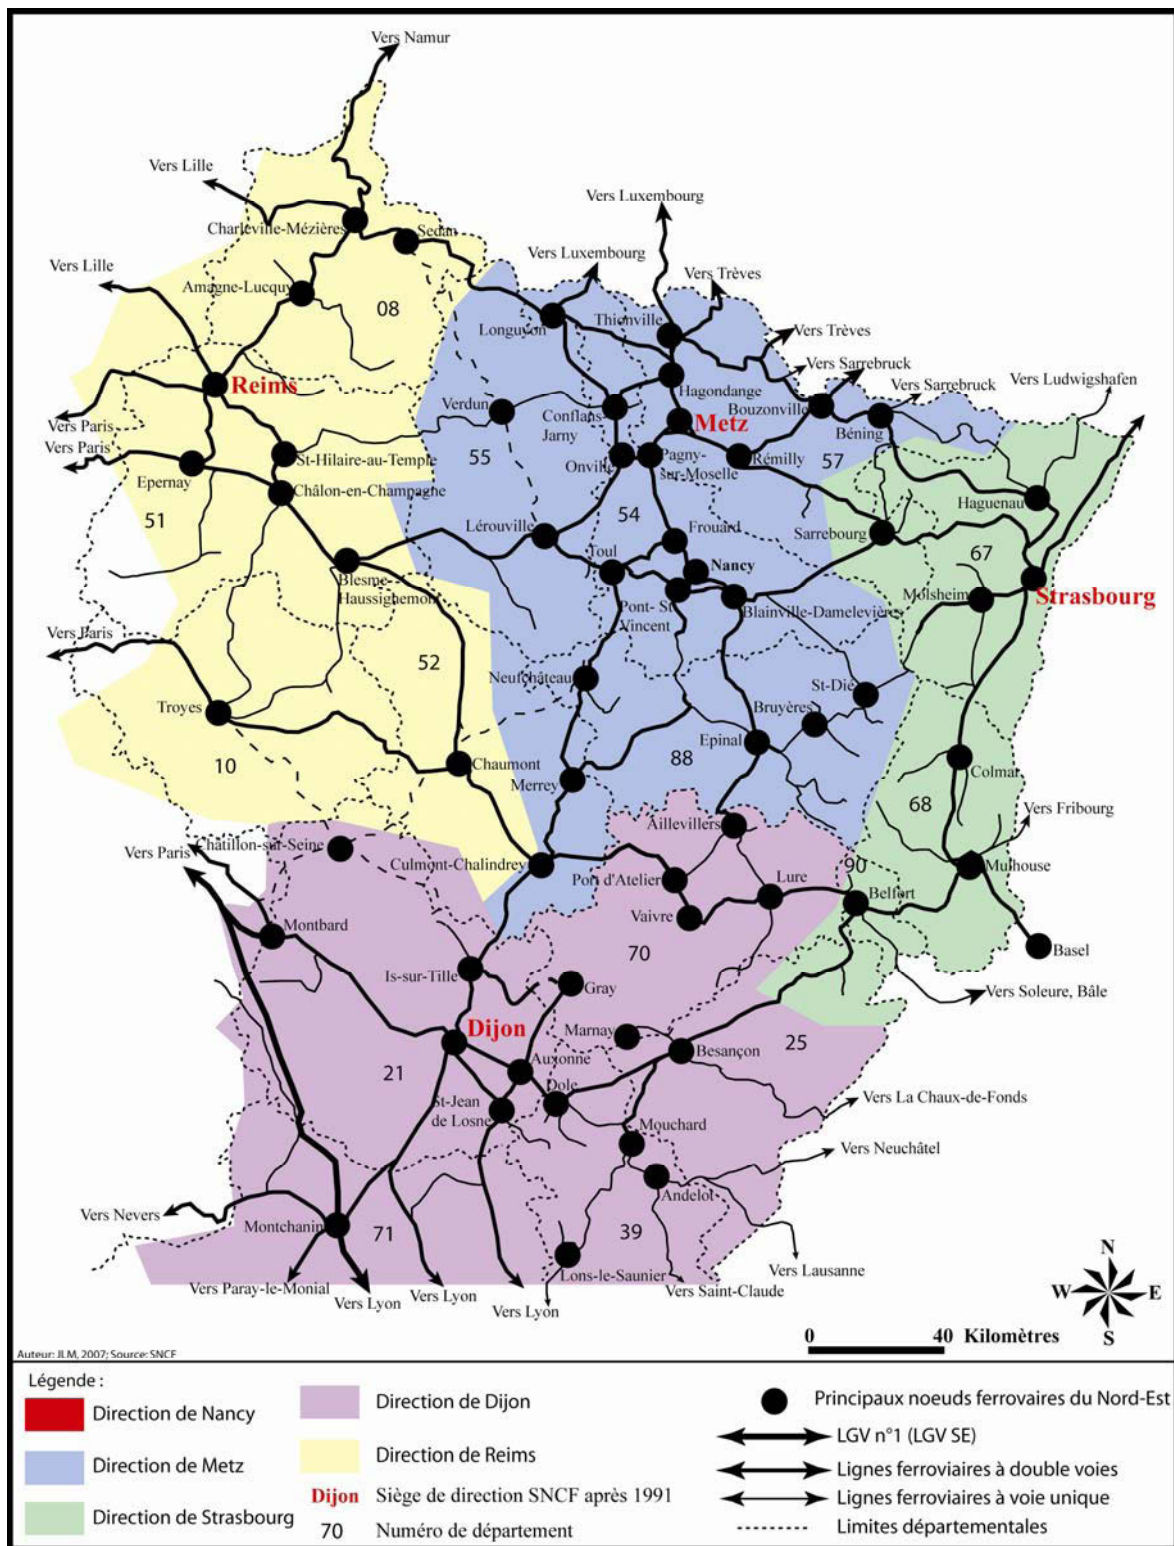 Vers Namur
Vers Lille
Charleville-Mézières
Sedan
Vers Luxembourg
Vers Luxembourg
Vers Lille
Amagne-Lucquy
08
Vers Trèves
Longuyon
Thionville
Vers Trèves
Vers Sarrebruck
Vers Sarrebruck
Vers Ludwigshafen
Reims
Hagondange
Verdun
Conflans-
Jarny
Metz
Bouzonville
Béning
Vers Paris
Vers Paris
Epernay
St-Hilaire-au-Temple
55
Onville
Pagny-
sur-Moselle
Rémilly
57
Châlon-en-Champagne
Haguenau
51
54
Lérouville
Frouard
Sarrebourg
67
Toul
Nancy
Blesme-
Haussignemont
Pont- St
Vincent
Blainville-Damelevières
Molsheim
Strasbourg
Vers Paris
52
Neufchâteau
St-Dié
Troyes
Bruyères
Epinal
10
Chaumont
Merrey
88
Colmar
68
Vers Fribourg
Aillevillers
Châtillon-sur-Seine
Vers Paris
Culmont-Chalindrey
Port d'Atelier
Lure
90
Mulhouse
Belfort
Montbard
Vaivre
Basel
70
Is-sur-Tille
Gray
Vers Soleure, Bâle
Dijon
Marnay
Besançon
25
21
Auxonne
Dole
St-Jean
de Losne
Vers La Chaux-de-Fonds
Mouchard
Vers Neuchâtel
Andelot
Vers Nevers
Montchanin
71
39
Lons-le-Saunier
Vers Lausanne
Vers Paray-le-Monial
Vers Lyon
Vers Lyon
Vers Lyon
Vers Saint-Claude
N
W
E
S
0
40
Kilomètres
Auteur: JLM, 2007; Source: SNCF
Légende :
Direction de Nancy
Direction de Metz
Direction de Strasbourg
Direction de Dijon
Direction de Reims
Dijon Siège de direction SNCF après 1991
70 Numéro de département
Principaux noeuds ferrovaires du Nord-Est
LGV n°1 (LGV SE)
Lignes ferroviaires à double voies
Lignes ferroviaires à voie unique
Limites départementales